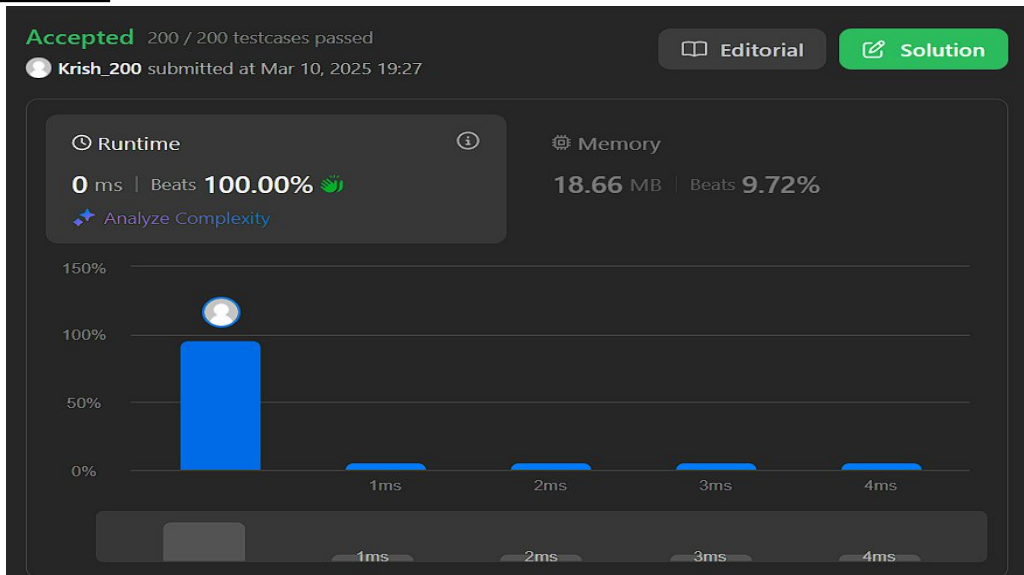 Accepted 200 / 200 testcases passed
Editorial
Solution
Krish_200 submitted at Mar 10, 2025 19:27
Runtime
0 ms | Beats 100.00%
Analyze Complexity
Memory
18.66 MB | Beats 9.72%
150%
100%
50%
0%
1ms 2ms 3ms 4ms
1ms 2ms 3ms 4ms